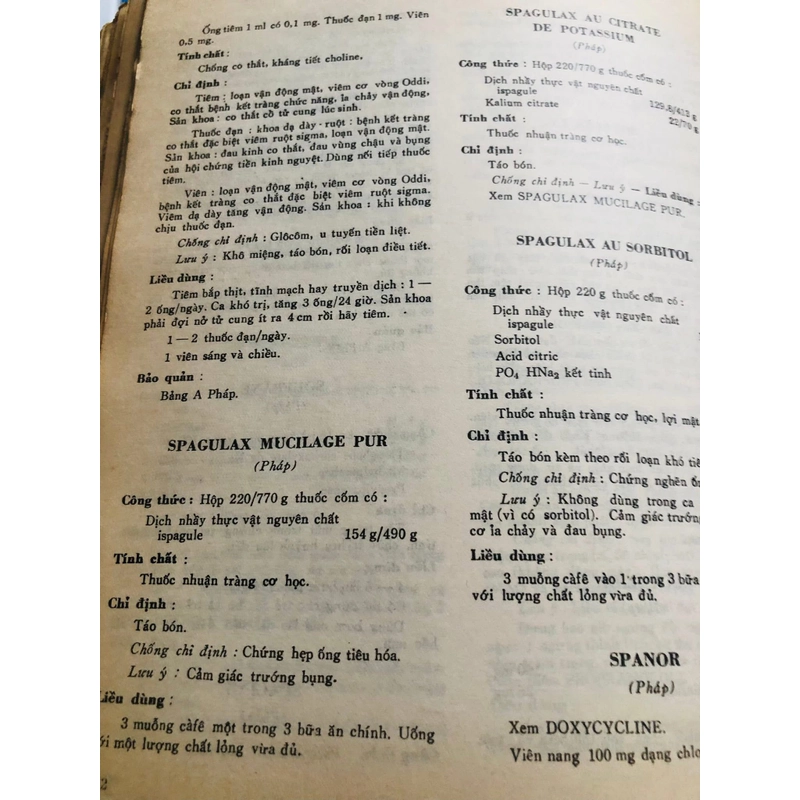 Ống tiêm 1 ml có 0,1 mg. Thuốc đạn 1 mg. Viên
0.5 mg.
Tính chất :
Chống co thắt, kháng tiết choline.
Chỉ định :
Tiêm : loạn vận động mật, viêm cơ vòng Oddi,
co thắt bệnh kết tràng chức năng, ỉa chảy vận động.
Sản khoa : co thắt cổ tử cung lúc sinh.
Thuốc đạn : khoa dạ dày - ruột : bệnh kết tràng
co thắt đặc biệt viêm ruột sigma, loạn vận động mật.
Sản khoa : đau kinh co thắt, đau vùng chậu và bụng
của hội chứng tiền kinh nguyệt. Dùng nối tiếp thuốc
tiêm.
Viên : loạn vận động mật, viêm cơ vòng Oddi,
bệnh kết tràng co thắt đặc biệt viêm ruột sigma.
Viêm dạ dày tăng vận động. Sản khoa : khi không
chịu thuốc đạn.
Chống chỉ định : Glôcôm, u tuyến tiền liệt.
Lưu ý : Khô miệng, táo bón, rối loạn điều tiết.
Liều dùng :
Tiêm bắp thịt, tĩnh mạch hay truyền dịch : 1 —
2 ống/ngày. Ca khó trị, tăng 3 ống/24 giờ. Sản khoa
phải đợi nở tử cung ít ra 4 cm rồi hãy tiêm.
1 — 2 thuốc đạn/ngày.
1 viên sáng và chiều.
Bảo quản :
Bảng A Pháp.
SPAGULAX MUCILAGE PUR
(Pháp)
Công thức : Hộp 220/770 g thuốc cốm có :
Dịch nhầy thực vật nguyên chất
ispagule 154 g/490 g
Tính chất :
Thuốc nhuận tràng cơ học.
Chỉ định :
Táo bón.
Chống chỉ định : Chứng hẹp ống tiêu hóa.
Lưu ý : Cảm giác trướng bụng.
Liều dùng :
3 muỗng càfê một trong 3 bữa ăn chính. Uống
với một lượng chất lỏng vừa đủ.
2
SPAGULAX AU CITRATE
DE POTASSIUM
(Pháp)
Công thức : Hộp 220/770 g thuốc cốm có :
Dịch nhầy thực vật nguyên chất
ispagule 129,8/413 g
Kalium citrate 22/70 g
Tính chất :
Thuốc nhuận tràng cơ học.
Chỉ định :
Táo bón.
Chống chỉ định — Lưu ý — Liều dùng :
Xem SPAGULAX MUCILAGE PUR.
SPAGULAX AU SORBITOL
(Pháp)
Công thức : Hộp 220 g thuốc cốm có :
Dịch nhầy thực vật nguyên chất
ispagule
Sorbitol
Acid citric
PO₄ HNa₂ kết tinh
Tính chất :
Thuốc nhuận tràng cơ học, lợi mật
Chỉ định :
Táo bón kèm theo rối loạn khó tiê
Chống chỉ định : Chứng nghẽn ố
Lưu ý : Không dùng trong ca
mật (vì có sorbitol). Cảm giác trướng
cơ ỉa chảy và đau bụng.
Liều dùng :
3 muỗng càfê vào 1 trong 3 bữa
với lượng chất lỏng vừa đủ.
SPANOR
(Pháp)
Xem DOXYCYCLINE.
Viên nang 100 mg dạng chlo